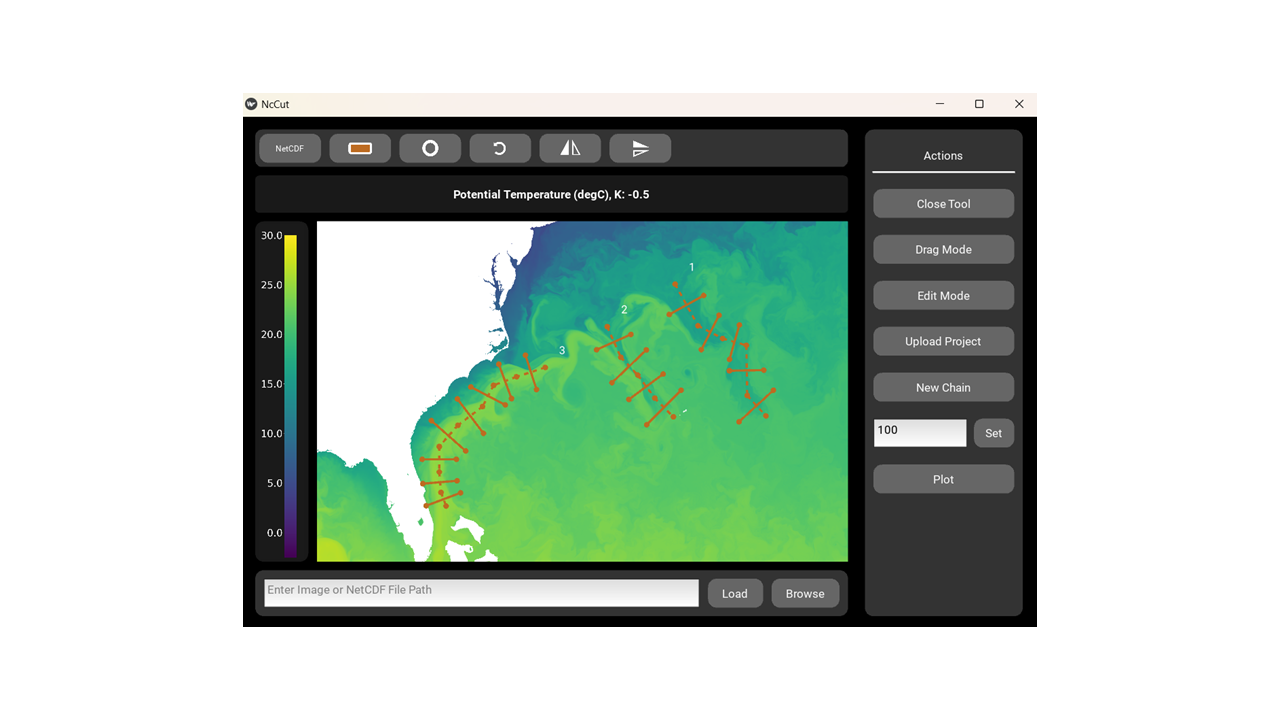 NcCut
NetCDF
Potential Temperature (degC), K: -0.5
30.0
25.0
20.0
15.0
10.0
5.0
0.0
1
2
3
Enter Image or NetCDF File Path
Load
Browse
Actions
Close Tool
Drag Mode
Edit Mode
Upload Project
New Chain
100
Set
Plot